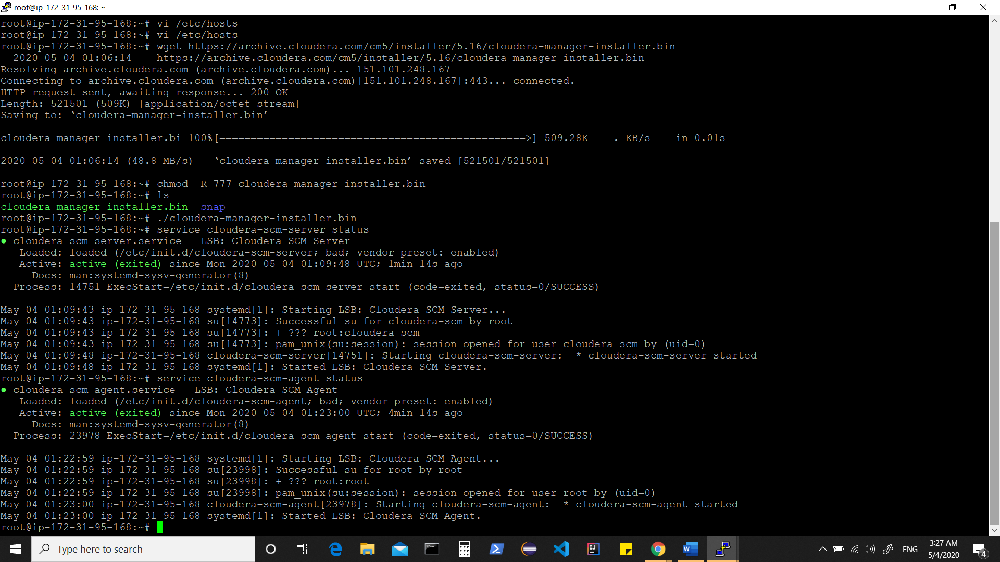 root@ip-172-31-95-168: ~
root@ip-172-31-95-168:~# vi /etc/hosts
root@ip-172-31-95-168:~# vi /etc/hosts
root@ip-172-31-95-168:~# wget https://archive.cloudera.com/cm5/installer/5.16/cloudera-manager-installer.bin
--2020-05-04 01:06:14--  https://archive.cloudera.com/cm5/installer/5.16/cloudera-manager-installer.bin
Resolving archive.cloudera.com (archive.cloudera.com)... 151.101.248.167
Connecting to archive.cloudera.com (archive.cloudera.com)|151.101.248.167|:443... connected.
HTTP request sent, awaiting response... 200 OK
Length: 521501 (509K) [application/octet-stream]
Saving to: ‘cloudera-manager-installer.bin’
cloudera-manager-installer.bi 100%[=================================================>] 509.28K  --.-KB/s    in 0.01s
2020-05-04 01:06:14 (48.8 MB/s) - ‘cloudera-manager-installer.bin’ saved [521501/521501]
root@ip-172-31-95-168:~# chmod -R 777 cloudera-manager-installer.bin
root@ip-172-31-95-168:~# ls
cloudera-manager-installer.bin  snap
root@ip-172-31-95-168:~# ./cloudera-manager-installer.bin
root@ip-172-31-95-168:~# service cloudera-scm-server status
● cloudera-scm-server.service - LSB: Cloudera SCM Server
   Loaded: loaded (/etc/init.d/cloudera-scm-server; bad; vendor preset: enabled)
   Active: active (exited) since Mon 2020-05-04 01:09:48 UTC; 1min 14s ago
     Docs: man:systemd-sysv-generator(8)
  Process: 14751 ExecStart=/etc/init.d/cloudera-scm-server start (code=exited, status=0/SUCCESS)
May 04 01:09:43 ip-172-31-95-168 systemd[1]: Starting LSB: Cloudera SCM Server...
May 04 01:09:43 ip-172-31-95-168 su[14773]: Successful su for cloudera-scm by root
May 04 01:09:43 ip-172-31-95-168 su[14773]: + ??? root:cloudera-scm
May 04 01:09:43 ip-172-31-95-168 su[14773]: pam_unix(su:session): session opened for user cloudera-scm by (uid=0)
May 04 01:09:48 ip-172-31-95-168 cloudera-scm-server[14751]: Starting cloudera-scm-server:  * cloudera-scm-server started
May 04 01:09:48 ip-172-31-95-168 systemd[1]: Started LSB: Cloudera SCM Server.
root@ip-172-31-95-168:~# service cloudera-scm-agent status
● cloudera-scm-agent.service - LSB: Cloudera SCM Agent
   Loaded: loaded (/etc/init.d/cloudera-scm-agent; bad; vendor preset: enabled)
   Active: active (exited) since Mon 2020-05-04 01:23:00 UTC; 4min 14s ago
     Docs: man:systemd-sysv-generator(8)
  Process: 23978 ExecStart=/etc/init.d/cloudera-scm-agent start (code=exited, status=0/SUCCESS)
May 04 01:22:59 ip-172-31-95-168 systemd[1]: Starting LSB: Cloudera SCM Agent...
May 04 01:22:59 ip-172-31-95-168 su[23998]: Successful su for root by root
May 04 01:22:59 ip-172-31-95-168 su[23998]: + ??? root:root
May 04 01:22:59 ip-172-31-95-168 su[23998]: pam_unix(su:session): session opened for user root by (uid=0)
May 04 01:23:00 ip-172-31-95-168 cloudera-scm-agent[23978]: Starting cloudera-scm-agent:  * cloudera-scm-agent started
May 04 01:23:00 ip-172-31-95-168 systemd[1]: Started LSB: Cloudera SCM Agent.
root@ip-172-31-95-168:~#
Type here to search
ENG
3:27 AM
5/4/2020
4